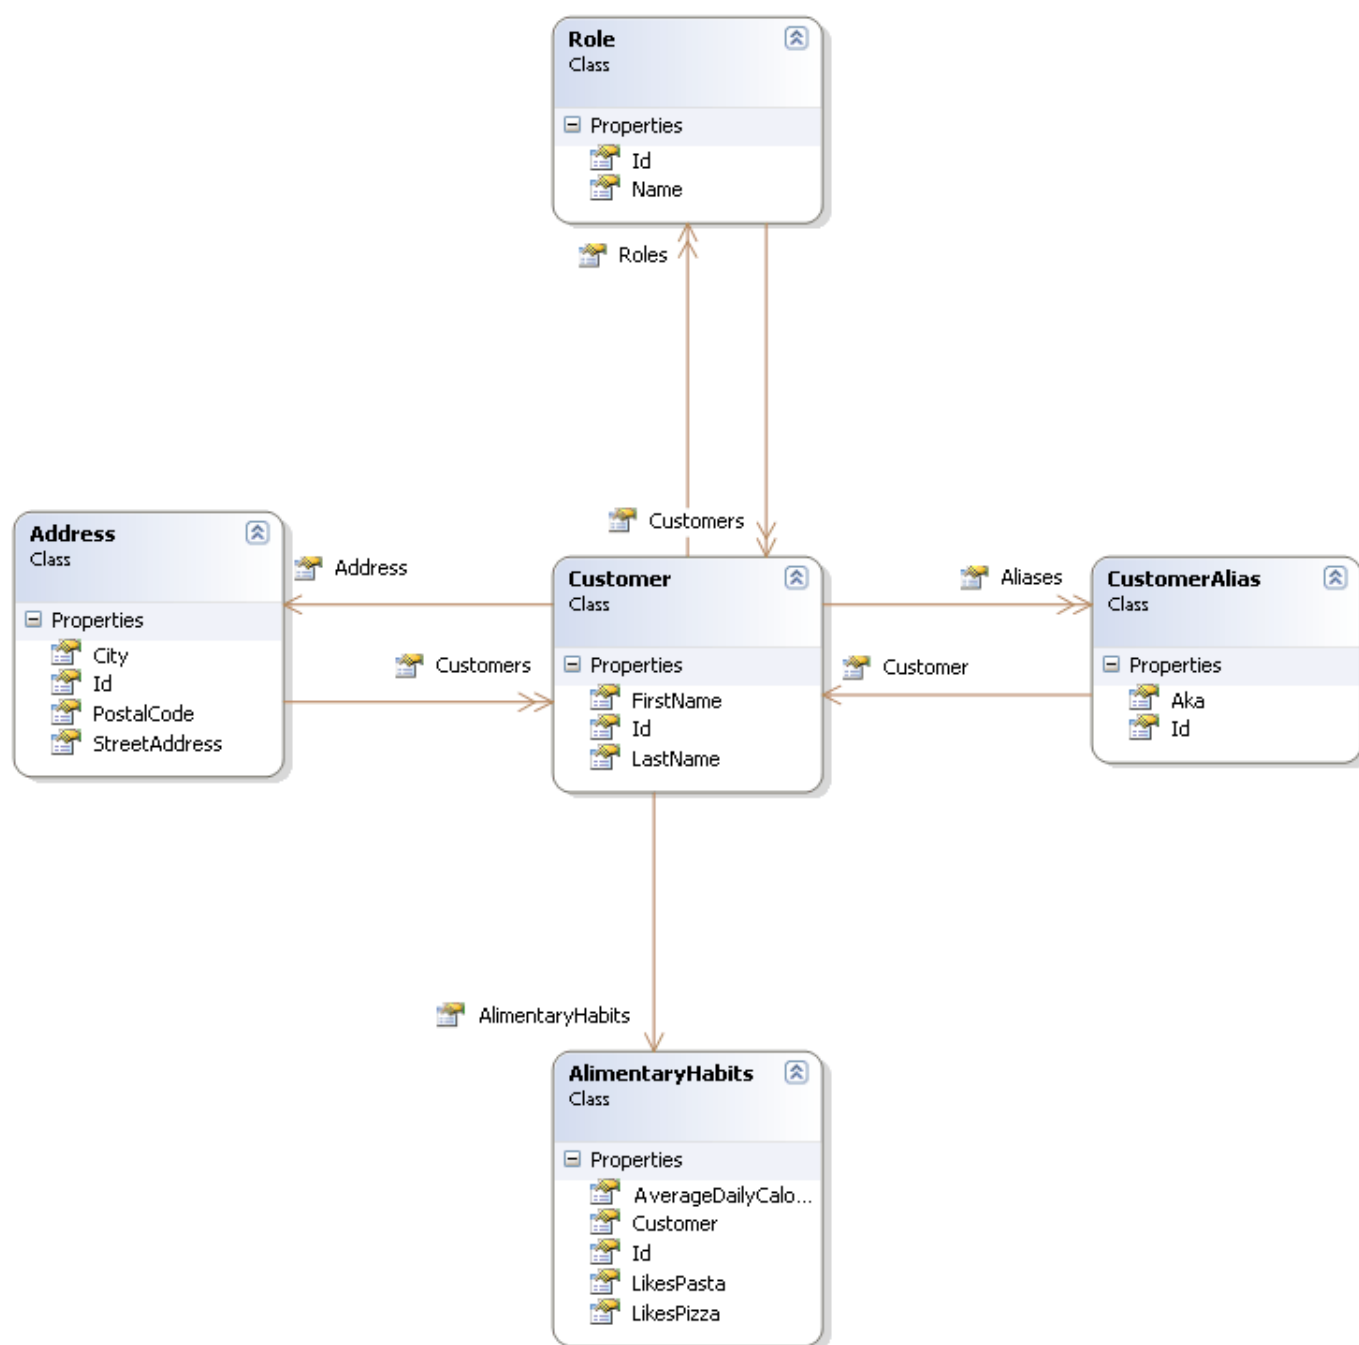 Role
Class
Properties
Id
Name
Roles
Customers
Address
Class
Properties
City
Id
PostalCode
StreetAddress
Address
Customers
Customer
Class
Properties
FirstName
Id
LastName
Aliases
Customer
CustomerAlias
Class
Properties
Aka
Id
AlimentaryHabits
AlimentaryHabits
Class
Properties
AverageDailyCalo...
Customer
Id
LikesPasta
LikesPizza